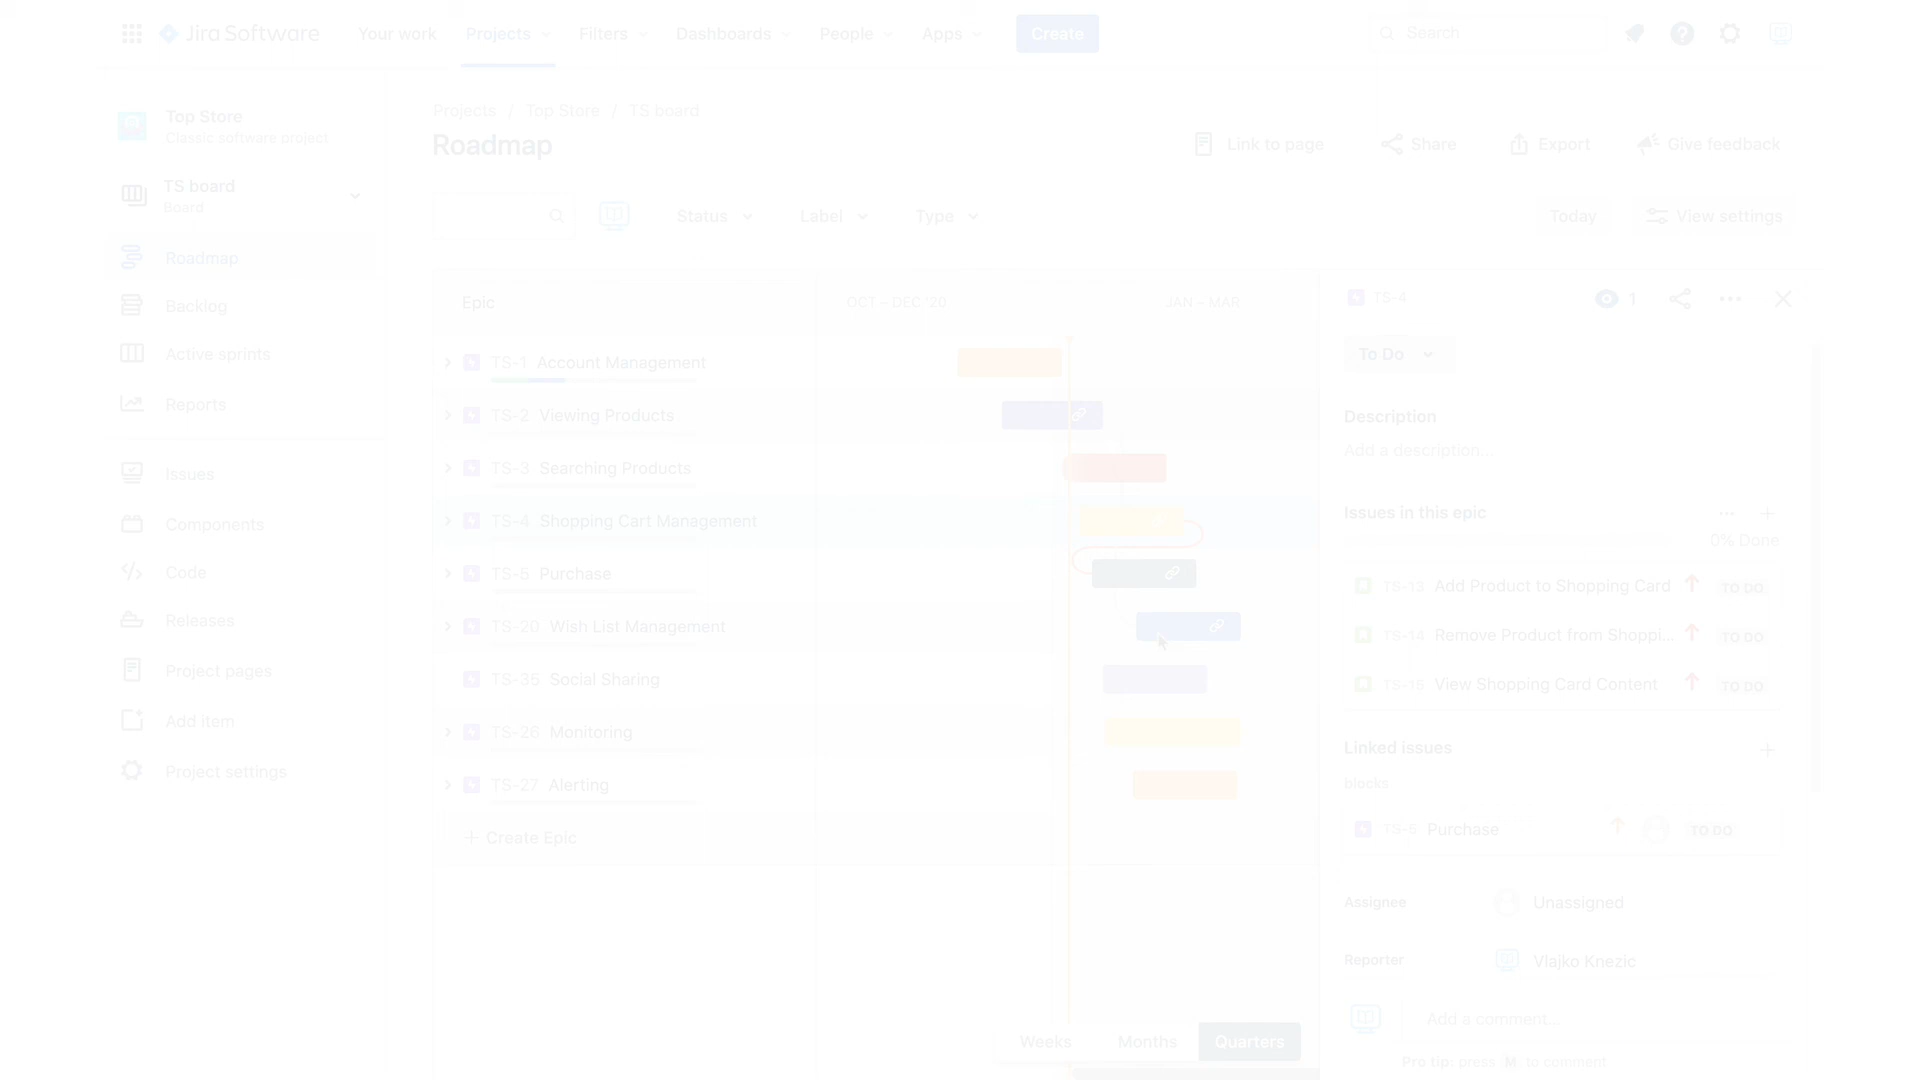 Jira Software
Your work
Projects
Filters
Dashboards
People
Apps
Create
Search
Top Store
Classic software project
TS board
Board
Roadmap
Backlog
Active sprints
Reports
Issues
Components
Code
Releases
Project pages
Add item
Project settings
Projects / Top Store / TS board
Roadmap
Link to page
Share
Export
Give feedback
Status
Label
Type
Today
View settings
Epic
OCT – DEC '20
JAN – MAR
TS-1 Account Management
TS-2 Viewing Products
TS-3 Searching Products
TS-4 Shopping Cart Management
TS-5 Purchase
TS-20 Wish List Management
TS-35 Social Sharing
TS-26 Monitoring
TS-27 Alerting
+ Create Epic
Weeks
Months
Quarters
TS-4
1
To Do
Description
Add a description...
Issues in this epic
0% Done
TS-13 Add Product to Shopping Card TO DO
TS-14 Remove Product from Shoppi... TO DO
TS-15 View Shopping Card Content TO DO
Linked issues
blocks
TS-5 Purchase TO DO
Assignee
Unassigned
Reporter
Vlajko Knezic
Add a comment...
Pro tip: press M to comment